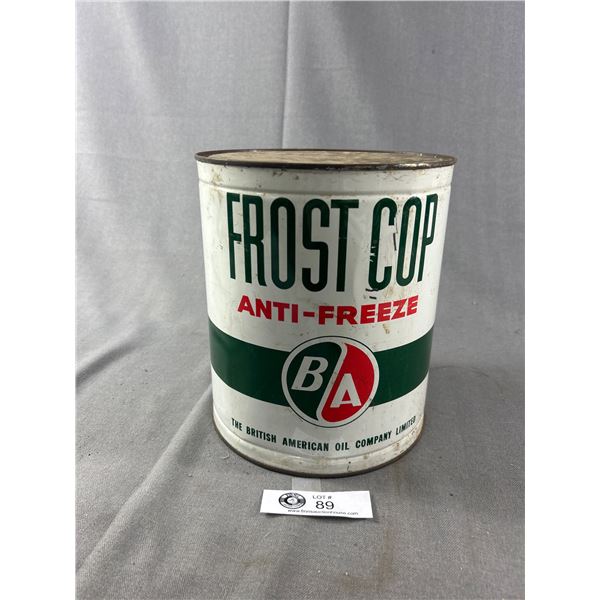 FROST COP
ANTI-FREEZE
BA
THE BRITISH AMERICAN OIL COMPANY LIMITED
LOT #
89